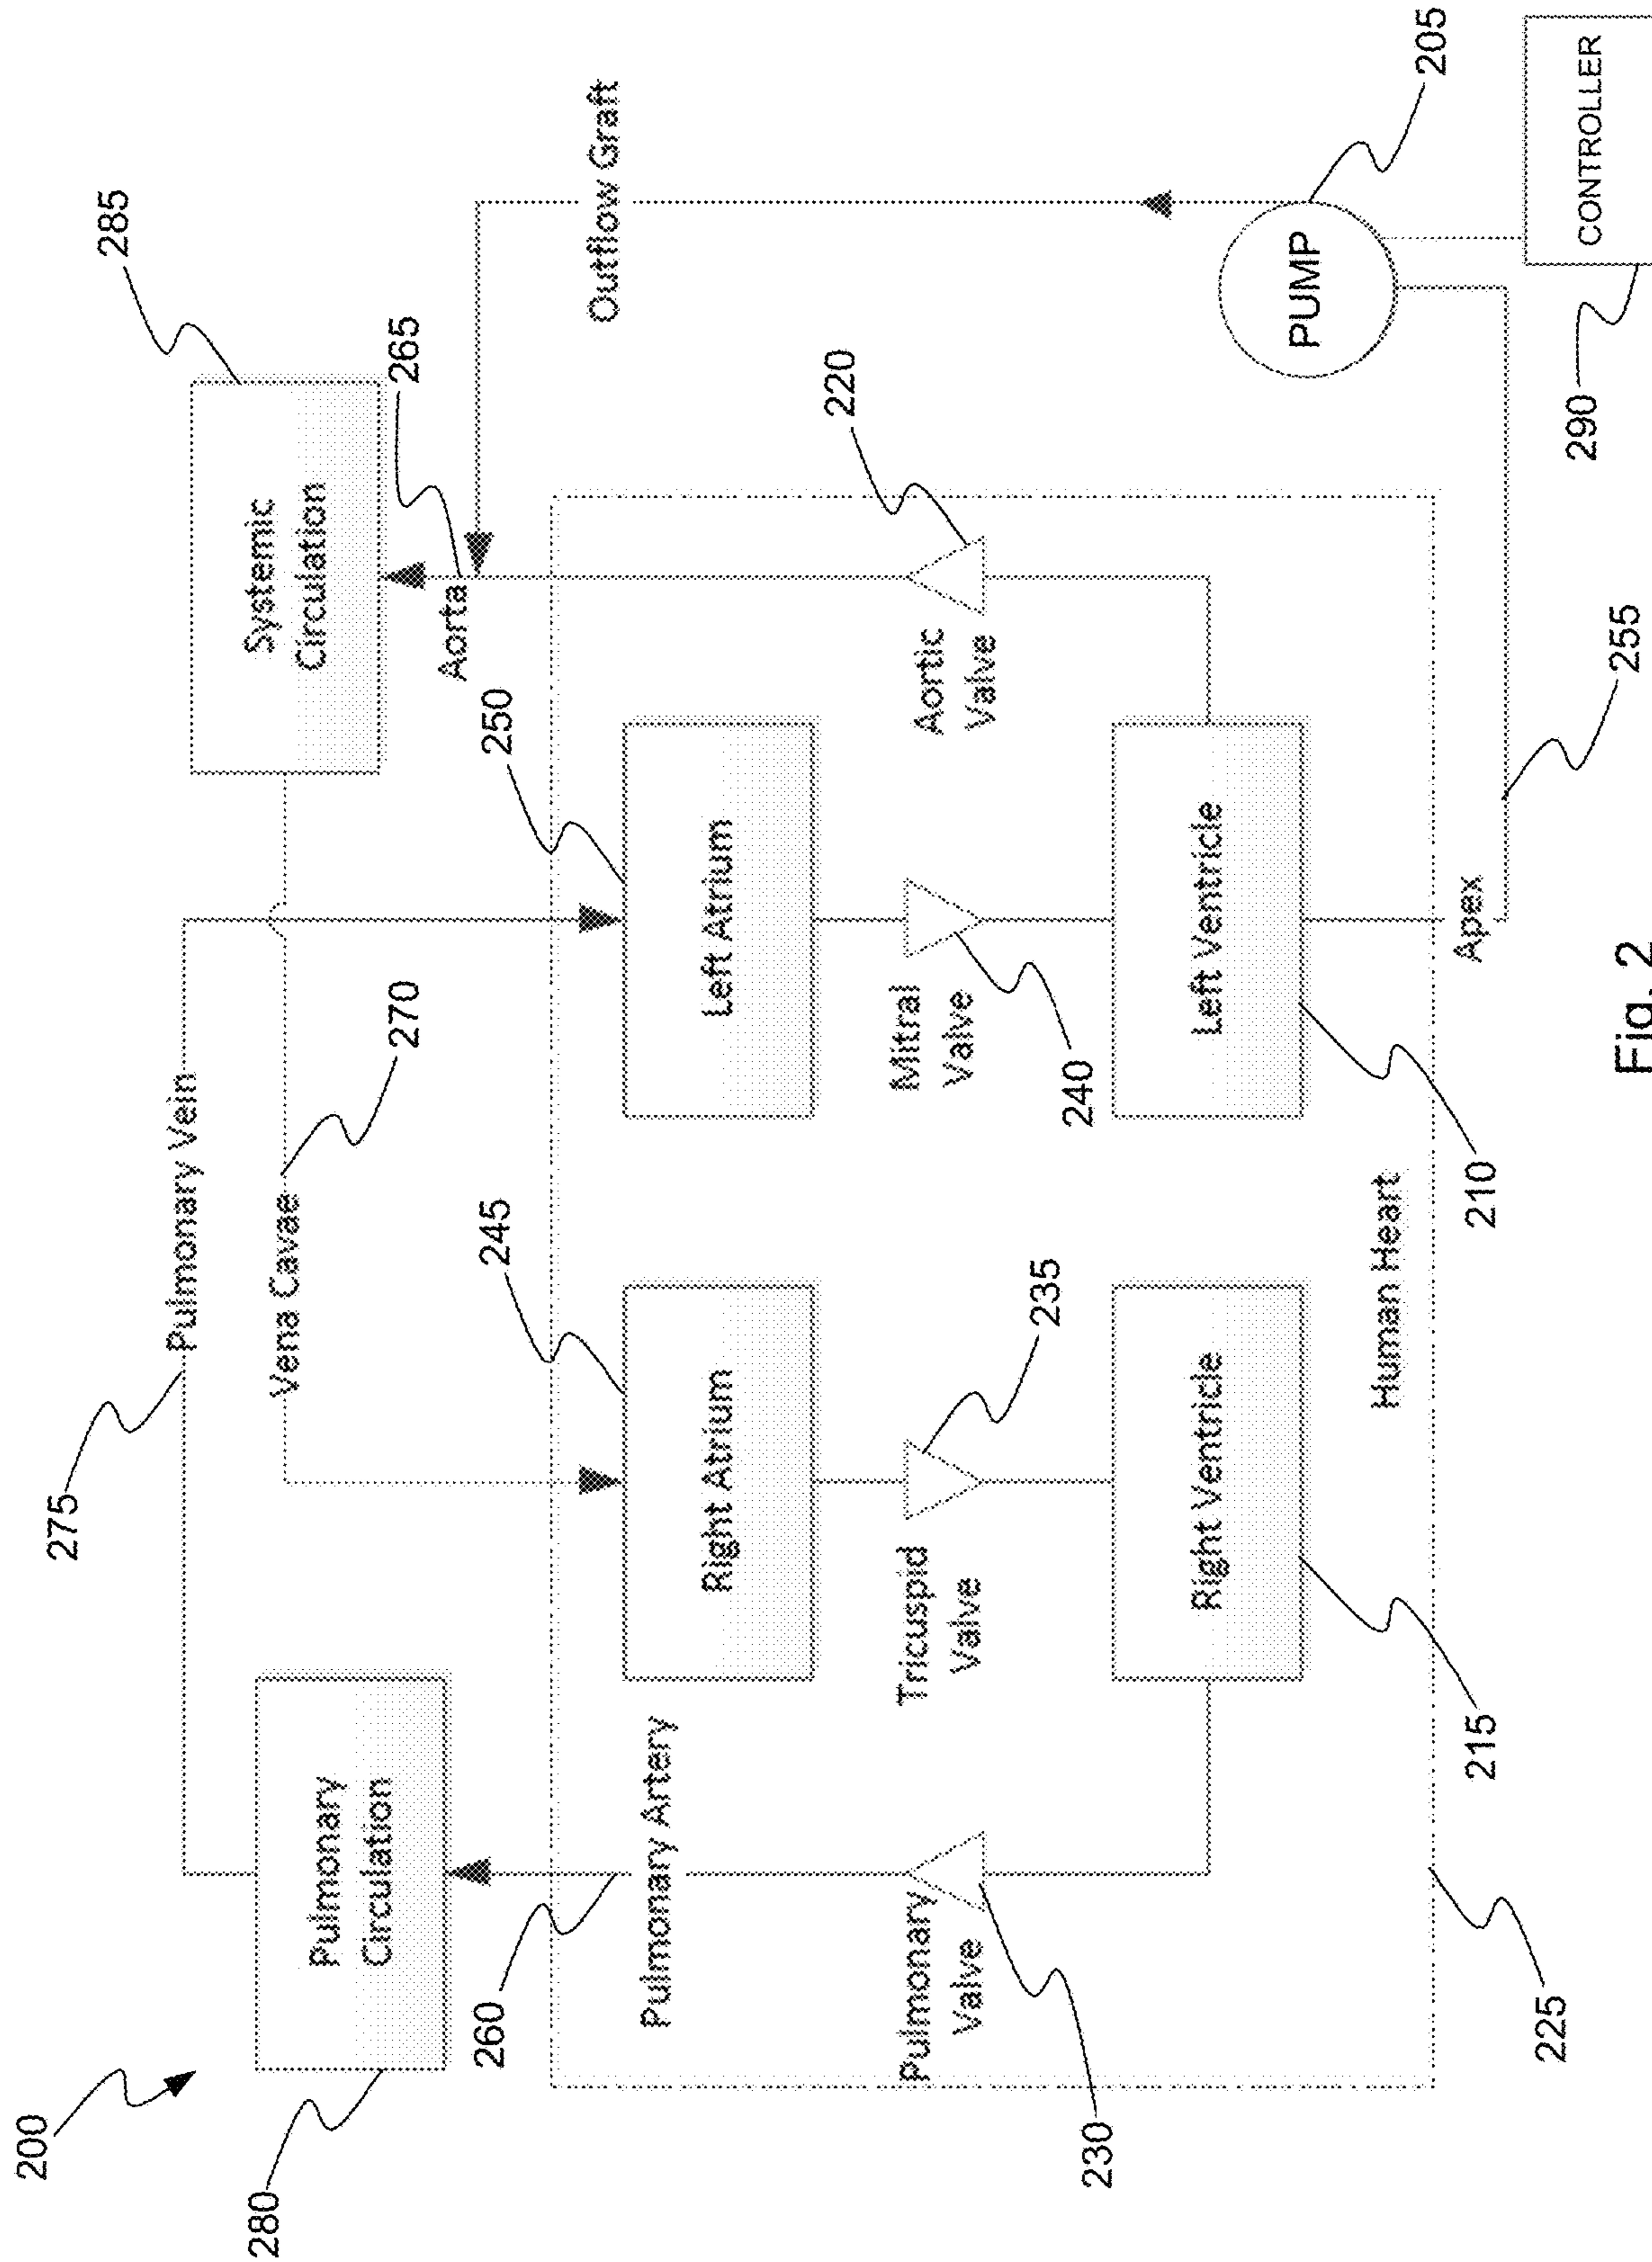 200
275
285
Pulmonary Vein
Systemic
Circulation
Pulmonary
Circulation
Vena Cavae
280
270
265
Aorta
260
245
250
Outflow Graft
Pulmonary Artery
Right Atrium
Left Atrium
220
Pulmonary
Valve
Tricuspid
Valve
Mitral
Valve
Aortic
Valve
230
235
240
Right Ventricle
Left Ventricle
PUMP
205
Human Heart
215
210
Apex
225
255
290
CONTROLLER
Fig. 2